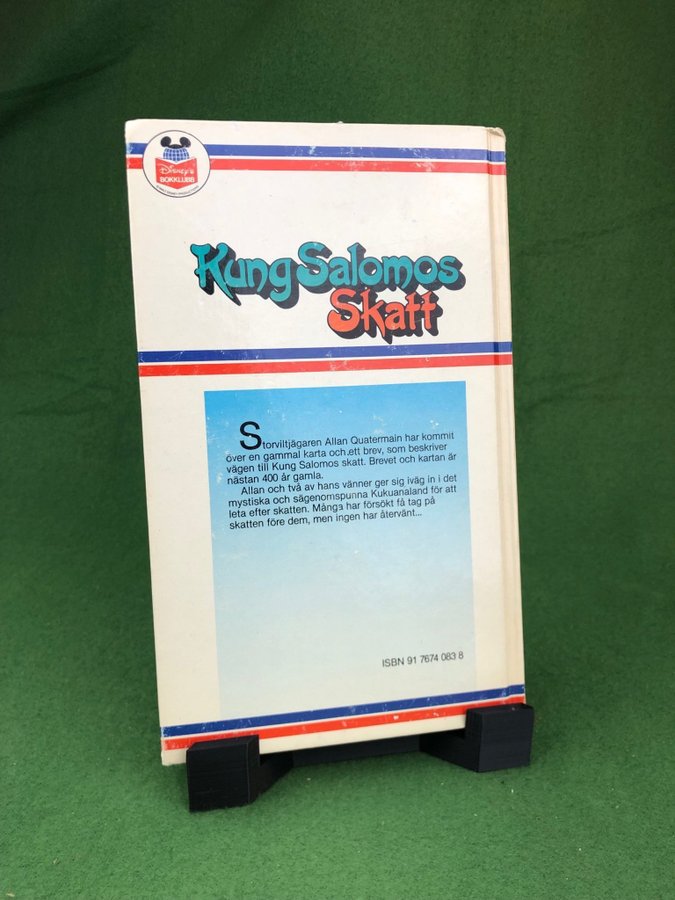 Disney's
BOKKLUBB
Kung Salomos
Skatt
Storviltjägaren Allan Quatermain har kommit
över en gammal karta och.ett brev, som beskriver
vägen till Kung Salomos skatt. Brevet och kartan är
nästan 400 år gamla.
Allan och två av hans vänner ger sig iväg in i det
mystiska och sägenomspunna Kukuanaland för att
leta efter skatten. Många har försökt få tag på
skatten före dem, men ingen har återvänt...
ISBN 91 7674 083 8